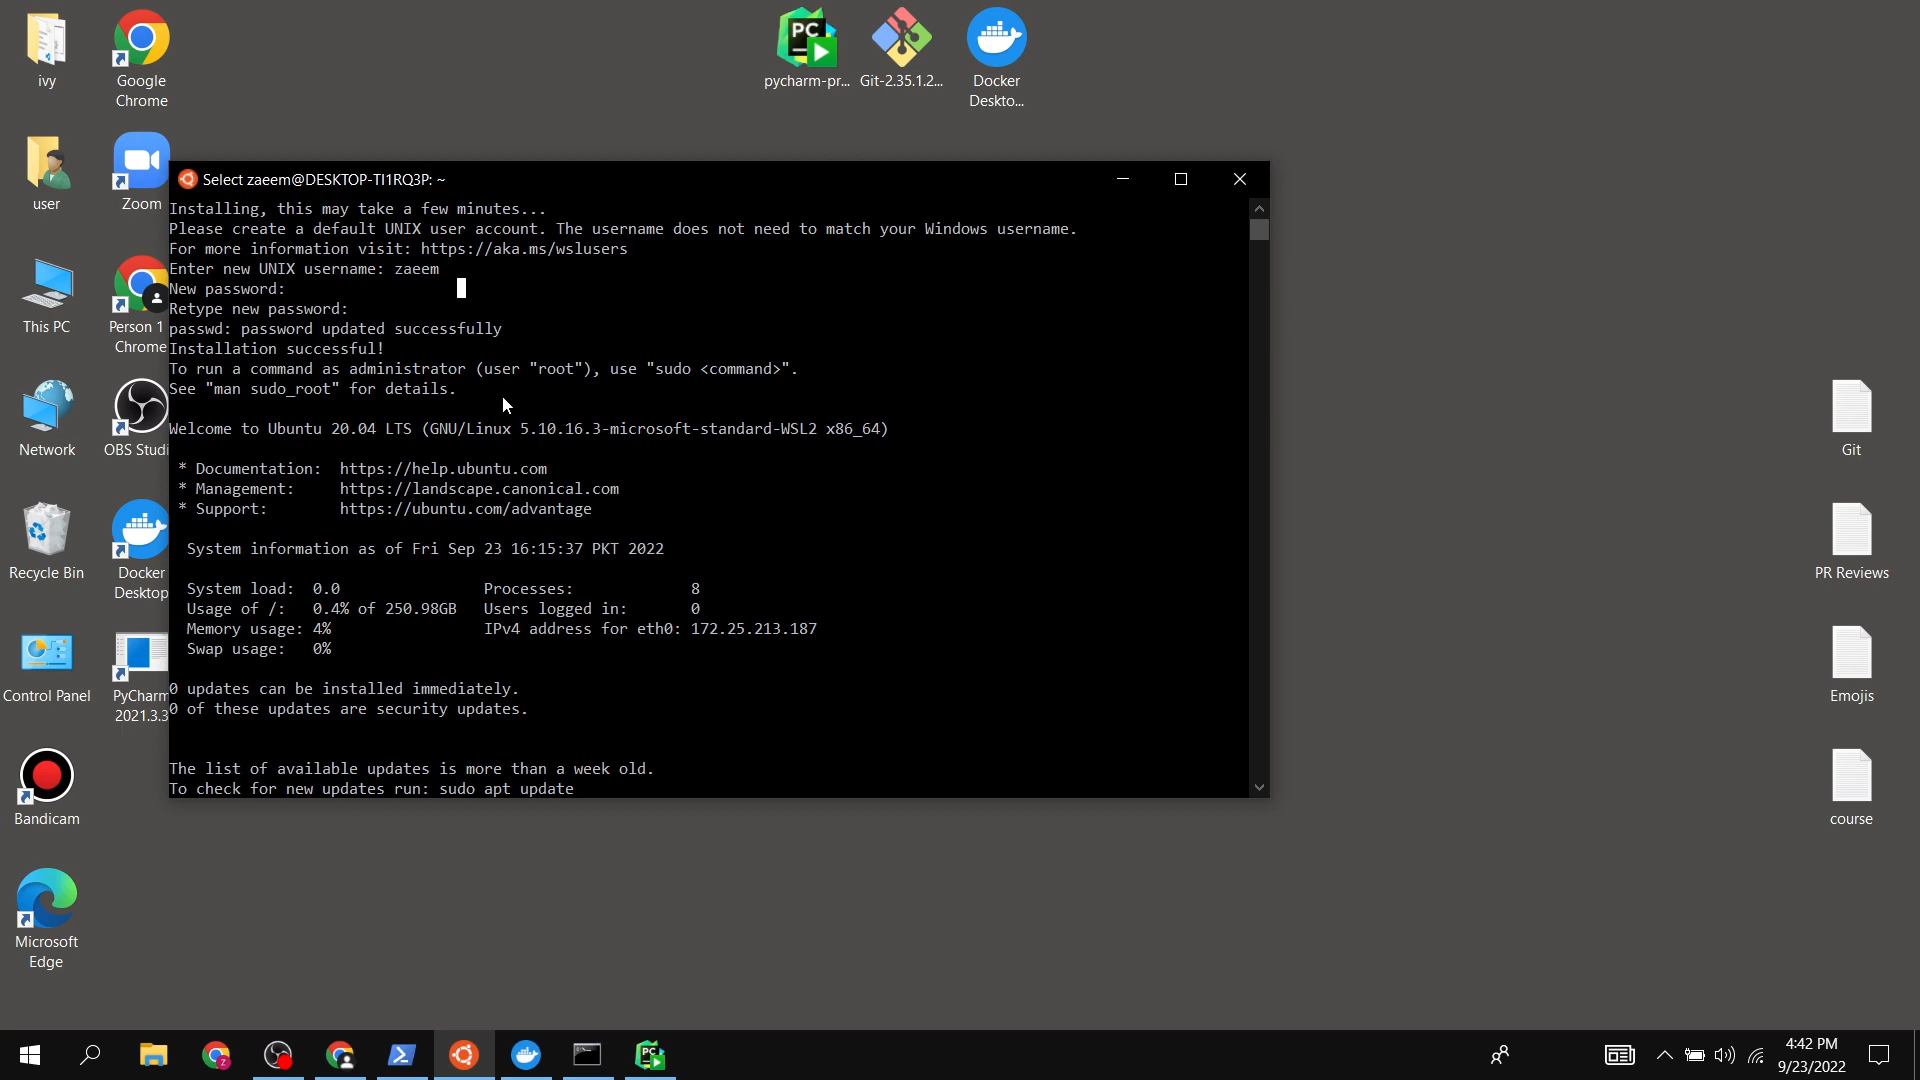 ivy
Google
Chrome
PC
pycharm-pr...
Git-2.35.1.2...
Docker
Deskto...
user
Zoom
This PC
Person 1
Chrome
Network
OBS Studi
Recycle Bin
Docker
Desktop
Control Panel
PyCharm
2021.3.3
Bandicam
Microsoft
Edge
Select zaeem@DESKTOP-TI1RQ3P: ~
Installing, this may take a few minutes...
Please create a default UNIX user account. The username does not need to match your Windows username.
For more information visit: https://aka.ms/wslusers
Enter new UNIX username: zaeem
New password:
Retype new password:
passwd: password updated successfully
Installation successful!
To run a command as administrator (user "root"), use "sudo <command>".
See "man sudo_root" for details.
Welcome to Ubuntu 20.04 LTS (GNU/Linux 5.10.16.3-microsoft-standard-WSL2 x86_64)
* Documentation:  https://help.ubuntu.com
* Management:     https://landscape.canonical.com
* Support:        https://ubuntu.com/advantage
System information as of Fri Sep 23 16:15:37 PKT 2022
System load:  0.0                Processes:             8
Usage of /:   0.4% of 250.98GB   Users logged in:       0
Memory usage: 4%                 IPv4 address for eth0: 172.25.213.187
Swap usage:   0%
0 updates can be installed immediately.
0 of these updates are security updates.
The list of available updates is more than a week old.
To check for new updates run: sudo apt update
Git
PR Reviews
Emojis
course
Z
PC
4:42 PM
9/23/2022